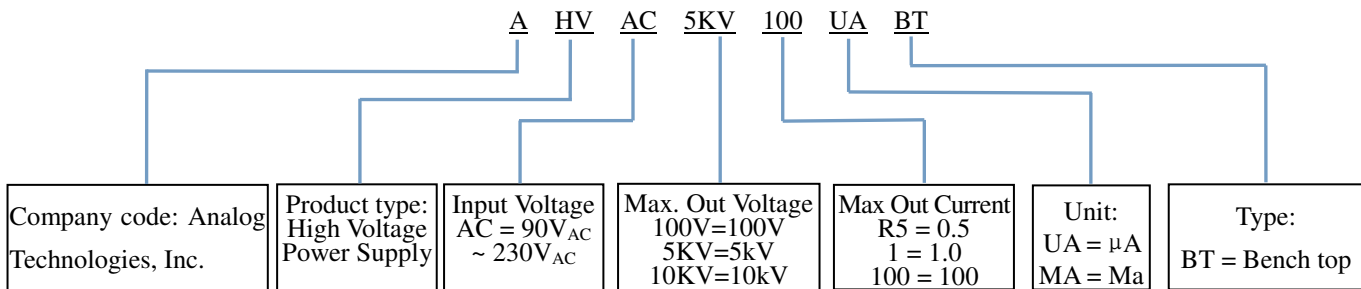 A HV AC 5KV 100 UA BT
Company code: Analog
Technologies, Inc.
Product type:
High Voltage
Power Supply
Input Voltage
AC = 90VAC
~ 230VAC
Max. Out Voltage
100V=100V
5KV=5kV
10KV=10kV
Max Out Current
R5 = 0.5
1 = 1.0
100 = 100
Unit:
UA = μA
MA = Ma
Type:
BT = Bench top